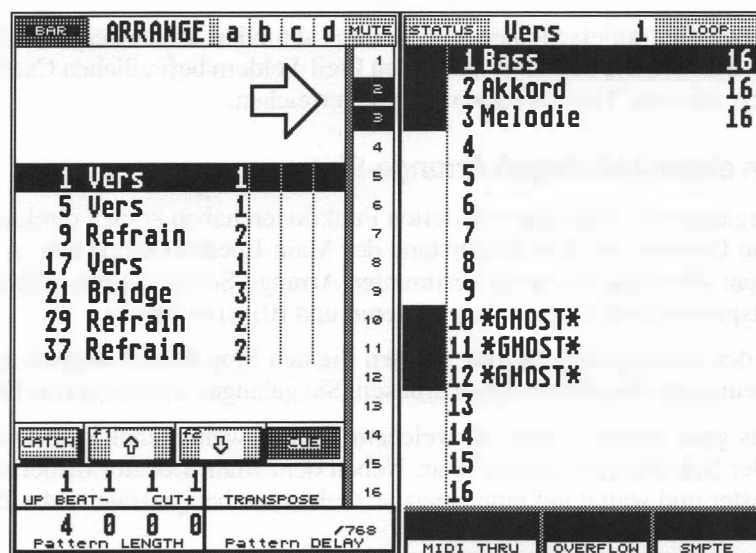 BAR ARRANGE a b c d MUTE
1
2
3
4
5
6
7
8
9
10
11
12
13
14
15
16
1 Vers 1
5 Vers 1
9 Refrain 2
17 Vers 1
21 Bridge 3
29 Refrain 2
37 Refrain 2
CATCH f1 ⇧ f2 ⇩ CUE
↑ ↑ ↑ ↑
UP BEAT- CUT+ TRANSPOSE
4 0 0 0
/768
Pattern LENGTH Pattern DELAY
STATUS Vers 1 LOOP
1 Bass 16
2 Akkord 16
3 Melodie 16
4
5
6
7
8
9
10 *GHOST*
11 *GHOST*
12 *GHOST*
13
14
15
16
MIDI THRU OVERFLOW SMPTE